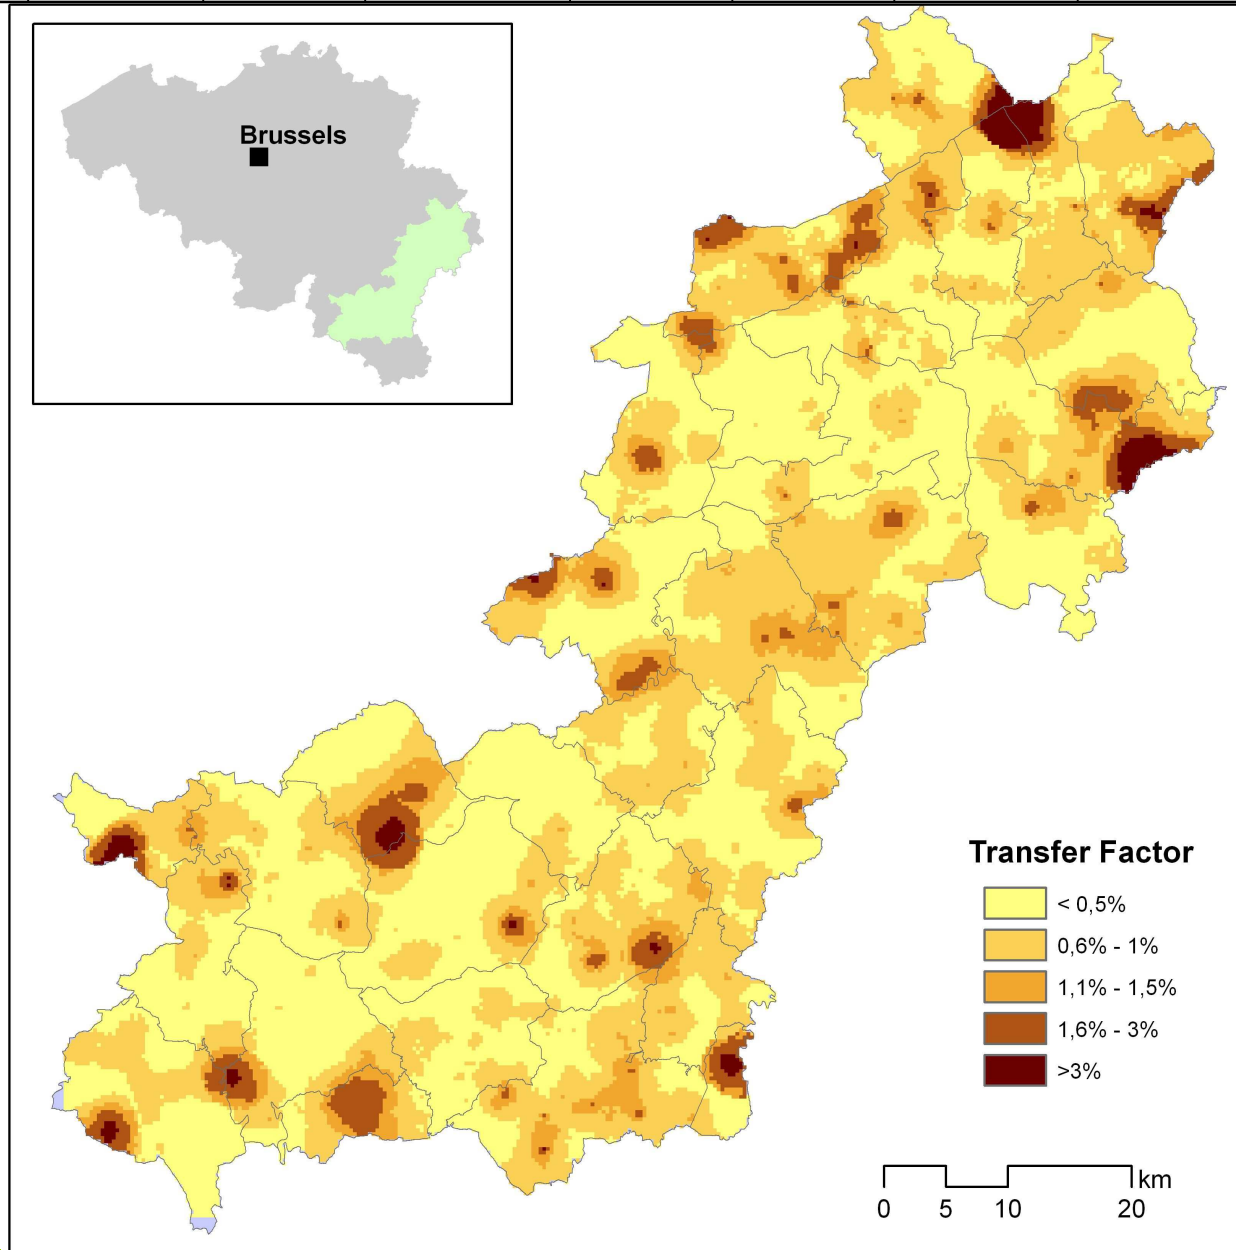 Brussels
Transfer Factor
< 0,5%
0,6% - 1%
1,1% - 1,5%
1,6% - 3%
>3%
km
0 5 10 20